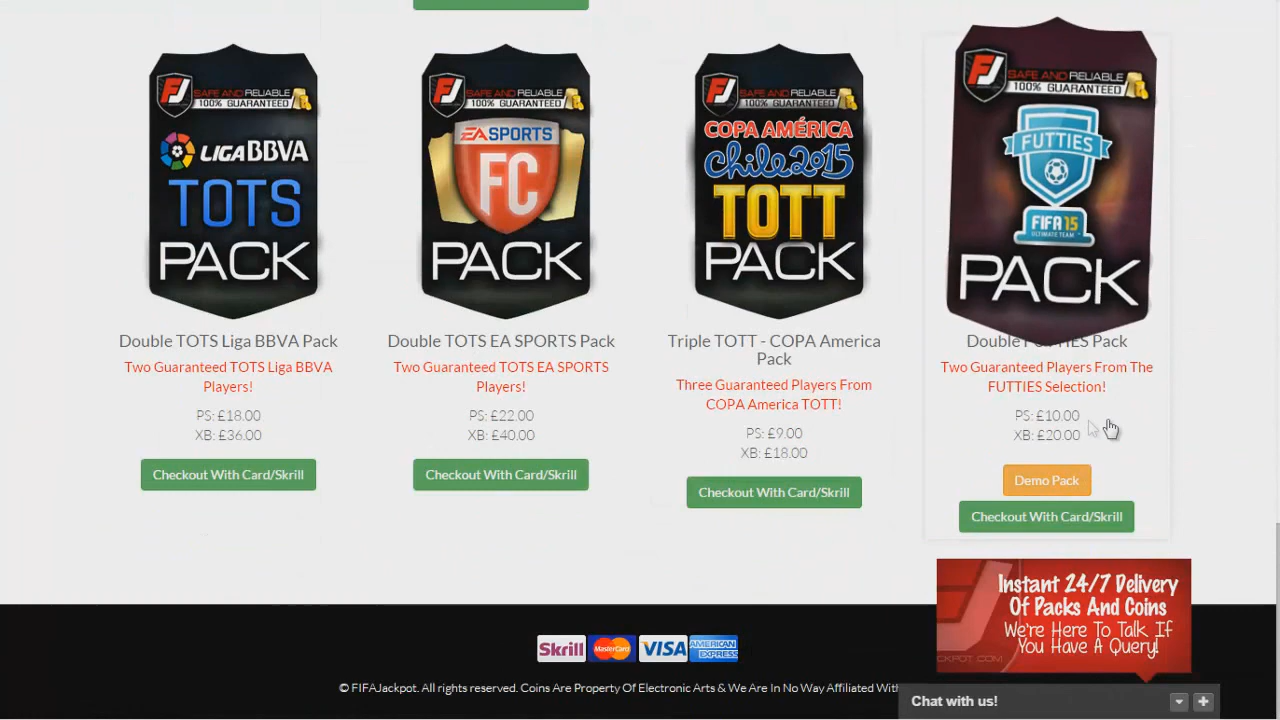 SAFE AND RELIABLE
100% GUARANTEED
LIGA BBVA
TOTS
PACK
Double TOTS Liga BBVA Pack
Two Guaranteed TOTS Liga BBVA
Players!
PS: £18.00
XB: £36.00
Checkout With Card/Skrill
SAFE AND RELIABLE
100% GUARANTEED
EA SPORTS
FC
PACK
Double TOTS EA SPORTS Pack
Two Guaranteed TOTS EA SPORTS
Players!
PS: £22.00
XB: £40.00
Checkout With Card/Skrill
SAFE AND RELIABLE
100% GUARANTEED
COPA AMÉRICA
Chile2015
TOTT
PACK
Triple TOTT - COPA America
Pack
Three Guaranteed Players From
COPA America TOTT!
PS: £9.00
XB: £18.00
Checkout With Card/Skrill
FJ
SAFE AND RELIABLE
100% GUARANTEED
FUTTIES
FIFA 15
ULTIMATE TEAM
PACK
Double Pack
Two Guaranteed Players From The
FUTTIES Selection!
PS: £10.00
XB: £20.00
Demo Pack
Checkout With Card/Skrill
Instant 24/7 Delivery
Of Packs And Coins
We're Here To Talk If
You Have A Query!
Skrill MasterCard VISA AMERICAN EXPRESS
© FIFAJackpot. All rights reserved. Coins Are Property Of Electronic Arts & We Are In No Way Affiliated With
Chat with us!